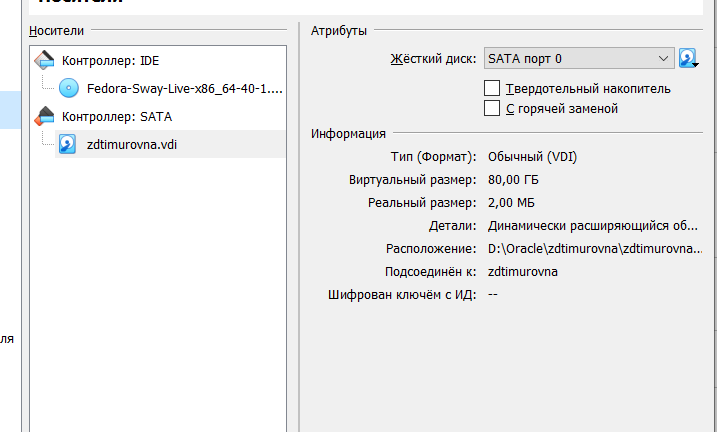 Носители
Контроллер: IDE
Fedora-Sway-Live-x86_64-40-1....
Контроллер: SATA
zdtimurovna.vdi
Атрибуты
Жёсткий диск: SATA порт 0
Твердотельный накопитель
С горячей заменой
Информация
Тип (Формат): Обычный (VDI)
Виртуальный размер: 80,00 ГБ
Реальный размер: 2,00 МБ
Детали: Динамически расширяющийся об...
Расположение: D:\Oracle\zdtimurovna\zdtimurovna...
Подсоединён к: zdtimurovna
Шифрован ключём с ИД: --
ля